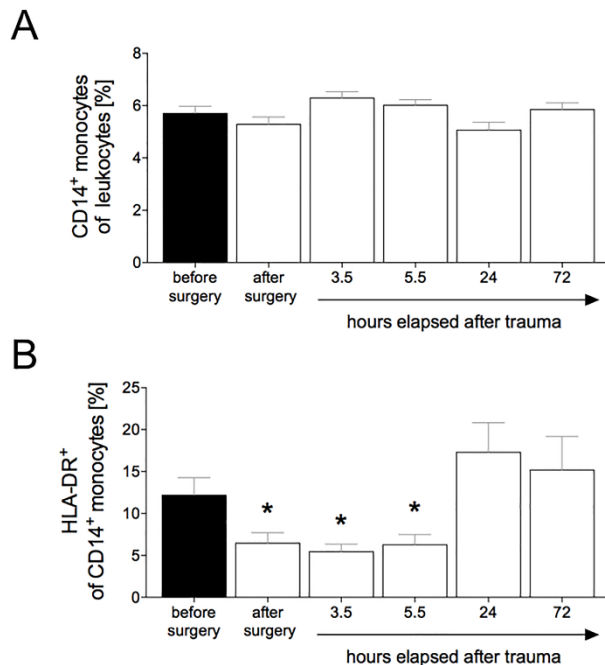 A
CD14⁺ monocytes
of leukocytes [%]
8
6
4
2
0
before
surgery
after
surgery
3.5
5.5
24
72
hours elapsed after trauma
B
HLA-DR⁺
of CD14⁺ monocytes [%]
25
20
15
10
5
0
*
*
*
before
surgery
after
surgery
3.5
5.5
24
72
hours elapsed after trauma